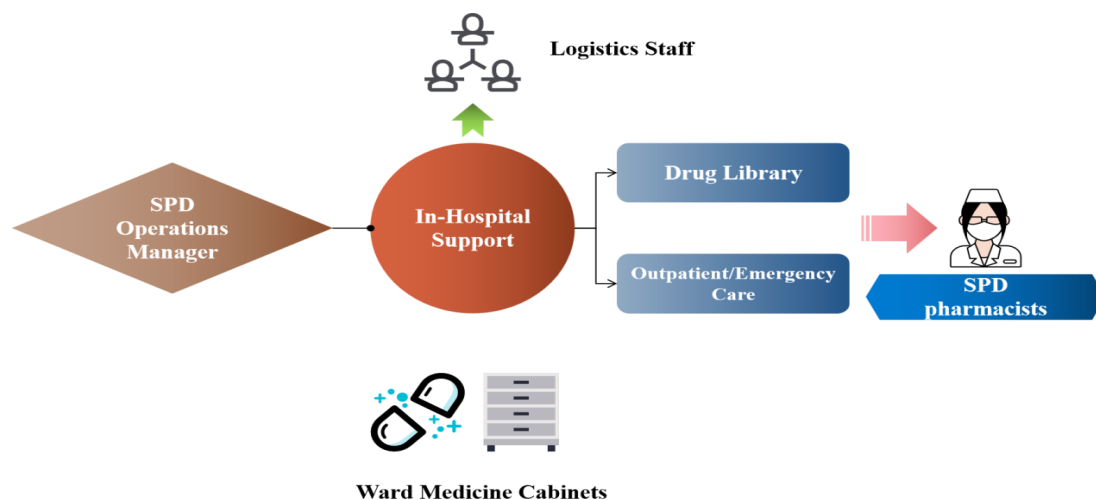 Logistics Staff
SPD
Operations
Manager
In-Hospital
Support
Drug Library
Outpatient/Emergency
Care
SPD
pharmacists
Ward Medicine Cabinets